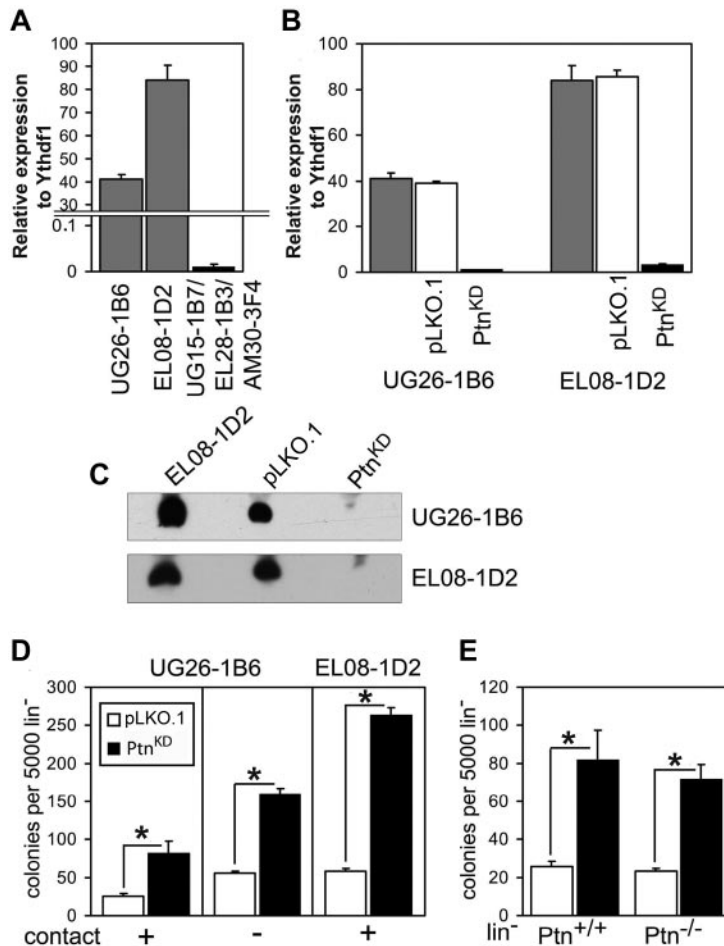 A
Relative expression
to Ythdf1
100
90
80
70
60
50
40
30
0.1
0
UG26-1B6
EL08-1D2
UG15-1B7/
EL28-1B3/
AM30-3F4
B
Relative expression
to Ythdf1
100
80
60
40
20
0
pLKO.1
Ptn^KD
pLKO.1
Ptn^KD
UG26-1B6
EL08-1D2
C
EL08-1D2
pLKO.1
Ptn^KD
UG26-1B6
EL08-1D2
D
UG26-1B6
EL08-1D2
colonies per 5000 lin⁻
300
250
200
150
100
50
0
pLKO.1
Ptn^KD
*
*
*
contact + - +
E
colonies per 5000 lin⁻
120
100
80
60
40
20
0
*
*
lin⁻ Ptn^+/+ Ptn^-/-